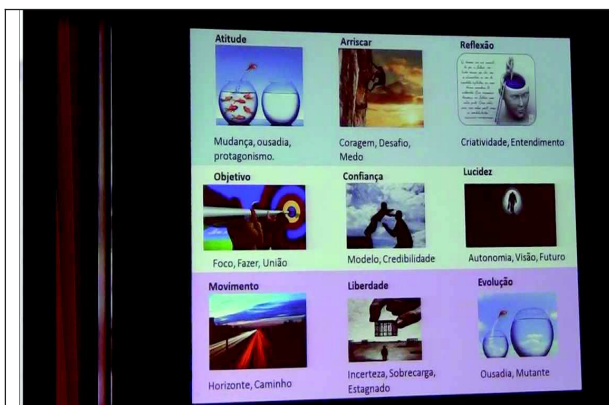 Atitude
Arriscar
Reflexão
Mudança, ousadia,
protagonismo.
Coragem, Desafio,
Medo
Criatividade, Entendimento
Objetivo
Confiança
Lucidez
Foco, Fazer, União
Modelo, Credibilidade
Autonomia, Visão, Futuro
Movimento
Liberdade
Evolução
Horizonte, Caminho
Incerteza, Sobrecarga,
Estagnado
Ousadia, Mutante